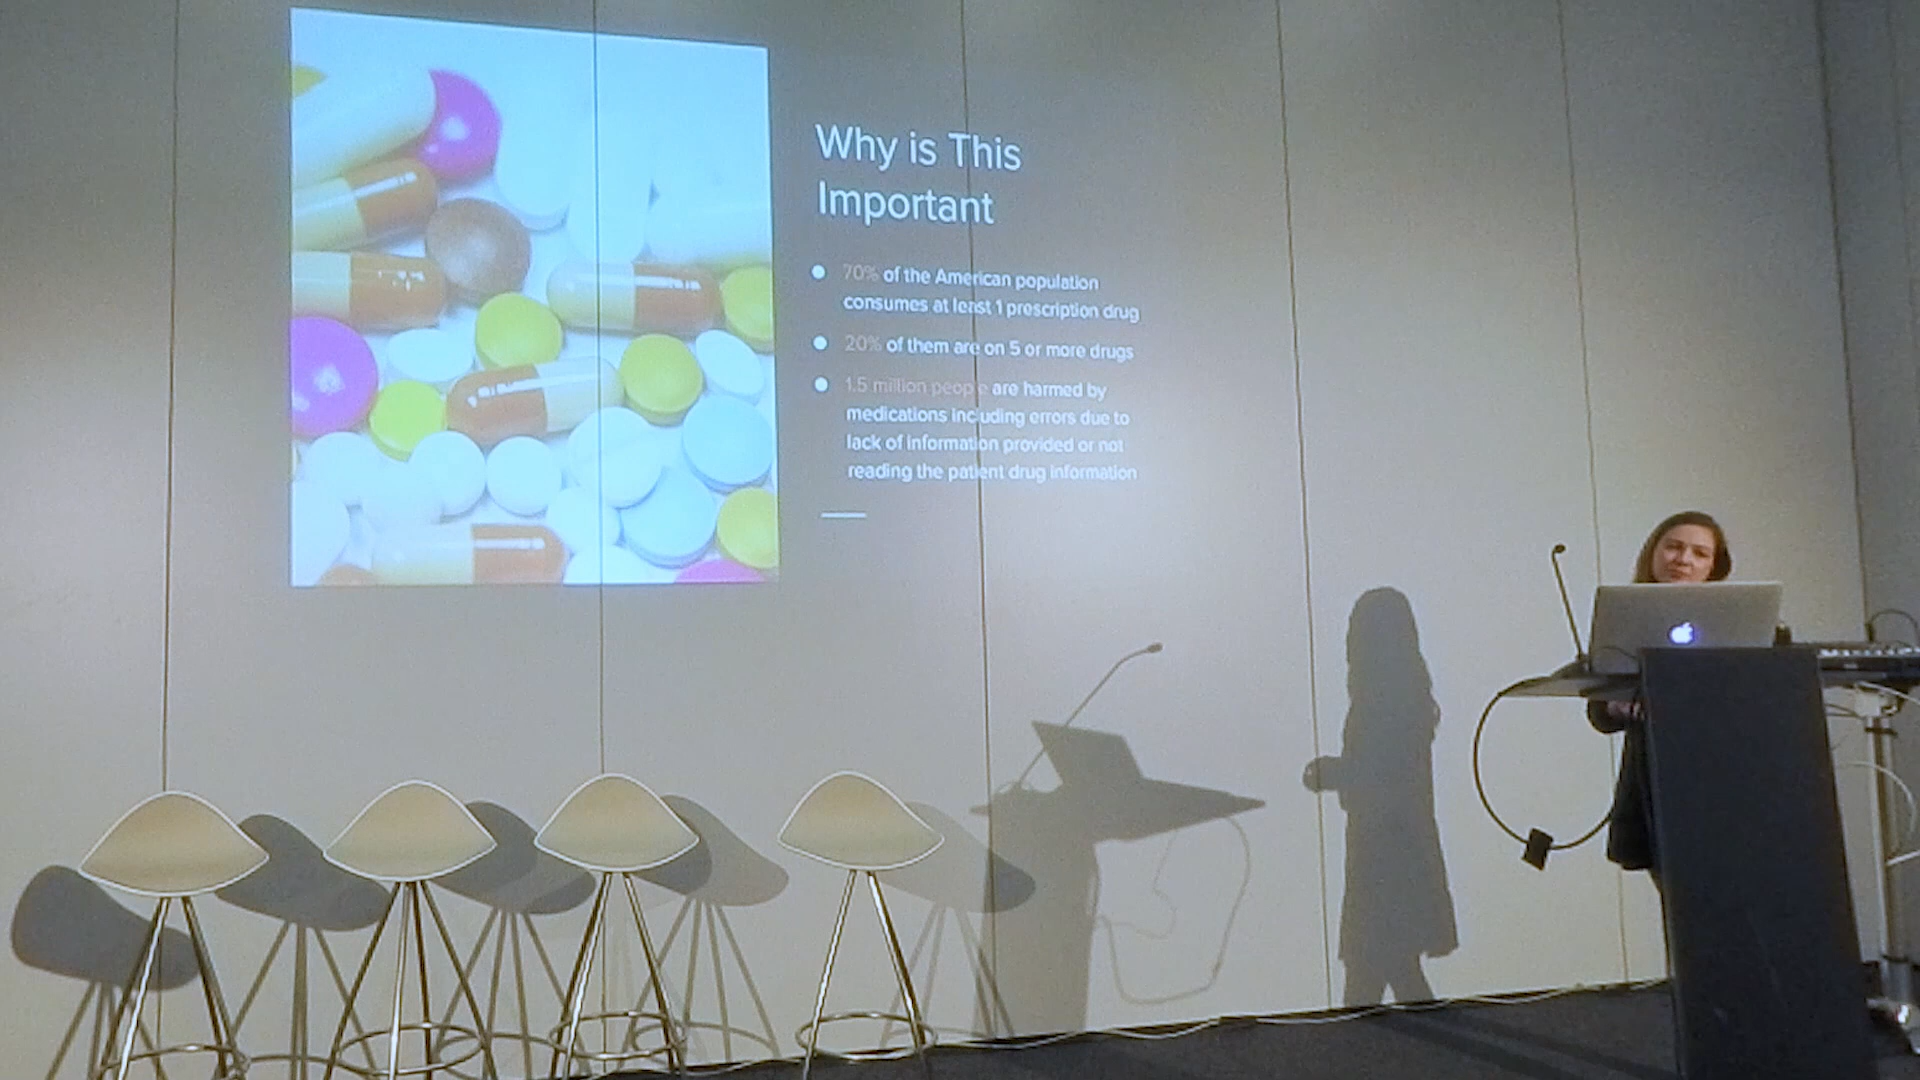 Why is This
Important
70% of the American population
consumes at least 1 prescription drug
20% of them are on 5 or more drugs
1.5 million people are harmed by
medications including errors due to
lack of information provided or not
reading the patient drug information